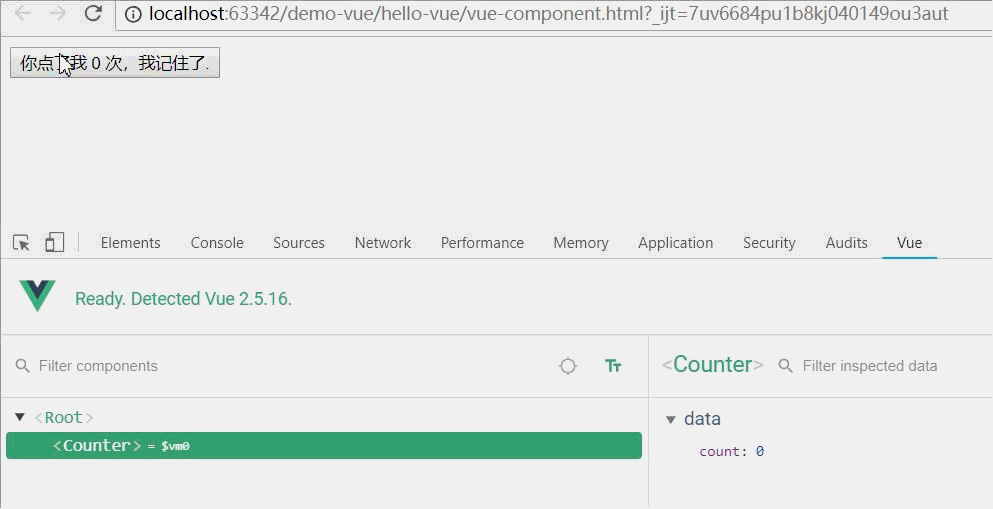 localhost:63342/demo-vue/hello-vue/vue-component.html?_ijt=7uv6684pu1b8kj040149ou3aut
你点了我 0 次，我记住了.
Elements Console Sources Network Performance Memory Application Security Audits Vue
Ready. Detected Vue 2.5.16.
Filter components
<Counter> Filter inspected data
<Root>
<Counter> = $vm0
data
count: 0